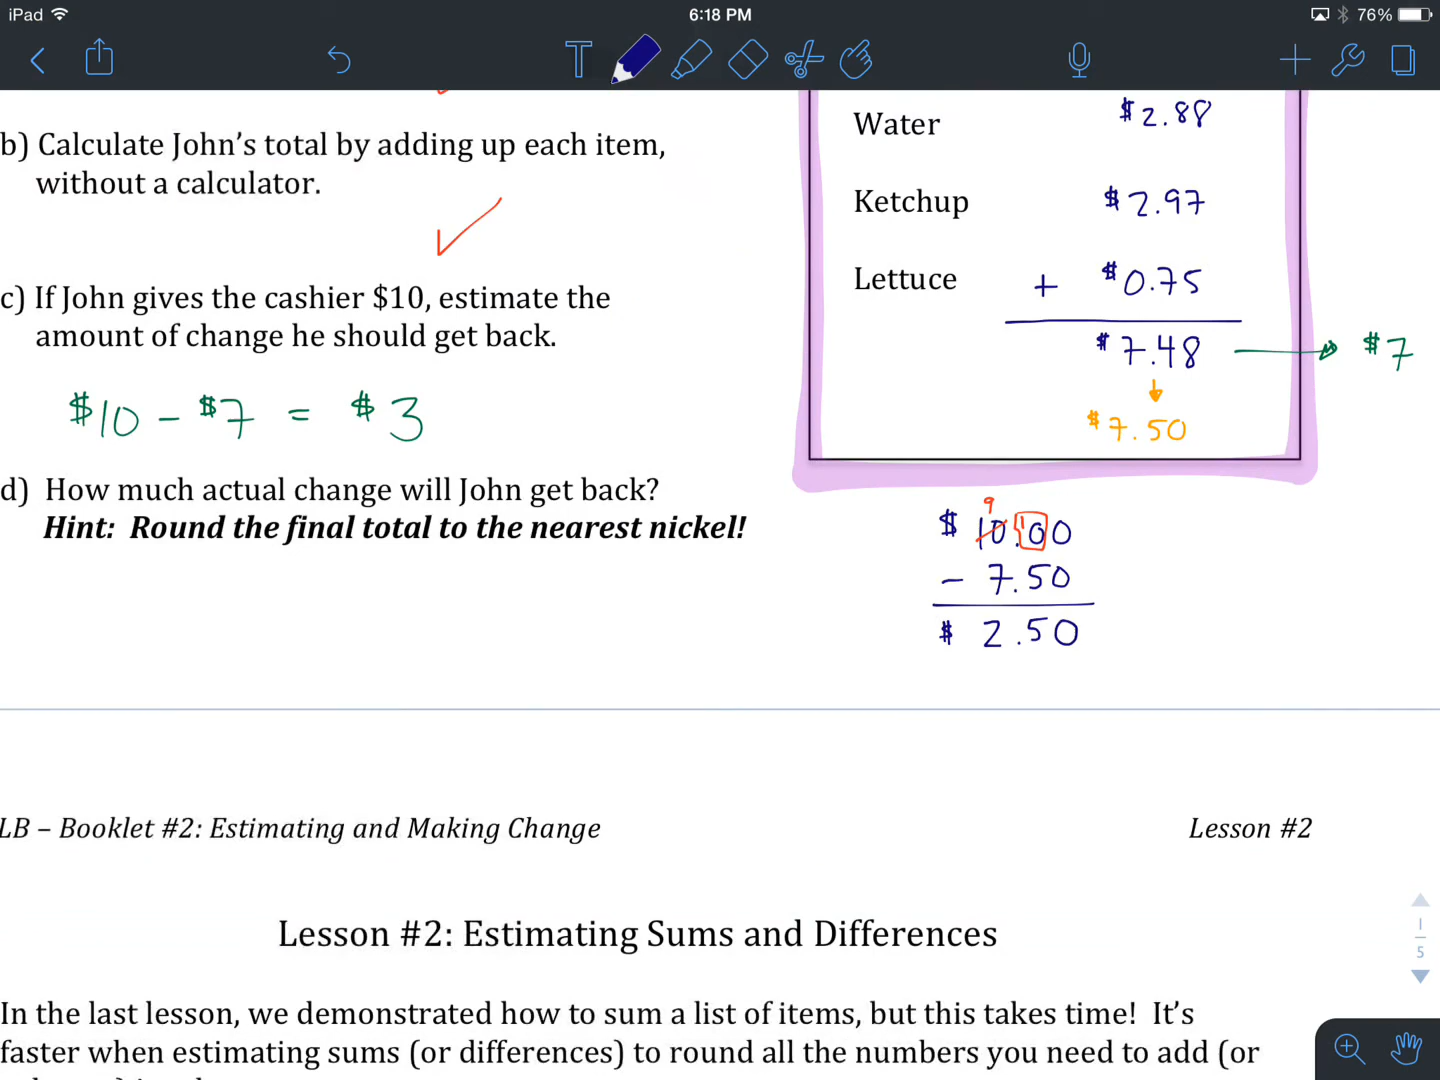 iPad 6:18 PM 76%
b) Calculate John's total by adding up each item,
without a calculator.
c) If John gives the cashier $10, estimate the
amount of change he should get back.
$10 - $7 = $3
d) How much actual change will John get back?
Hint: Round the final total to the nearest nickel!
Water $2.88
Ketchup $2.97
Lettuce + $0.75
$7.48 → $7
$7.50
9
$ 10.100
- 7.50
$ 2.50
LB – Booklet #2: Estimating and Making Change Lesson #2
Lesson #2: Estimating Sums and Differences
In the last lesson, we demonstrated how to sum a list of items, but this takes time! It's
faster when estimating sums (or differences) to round all the numbers you need to add (or
1
5